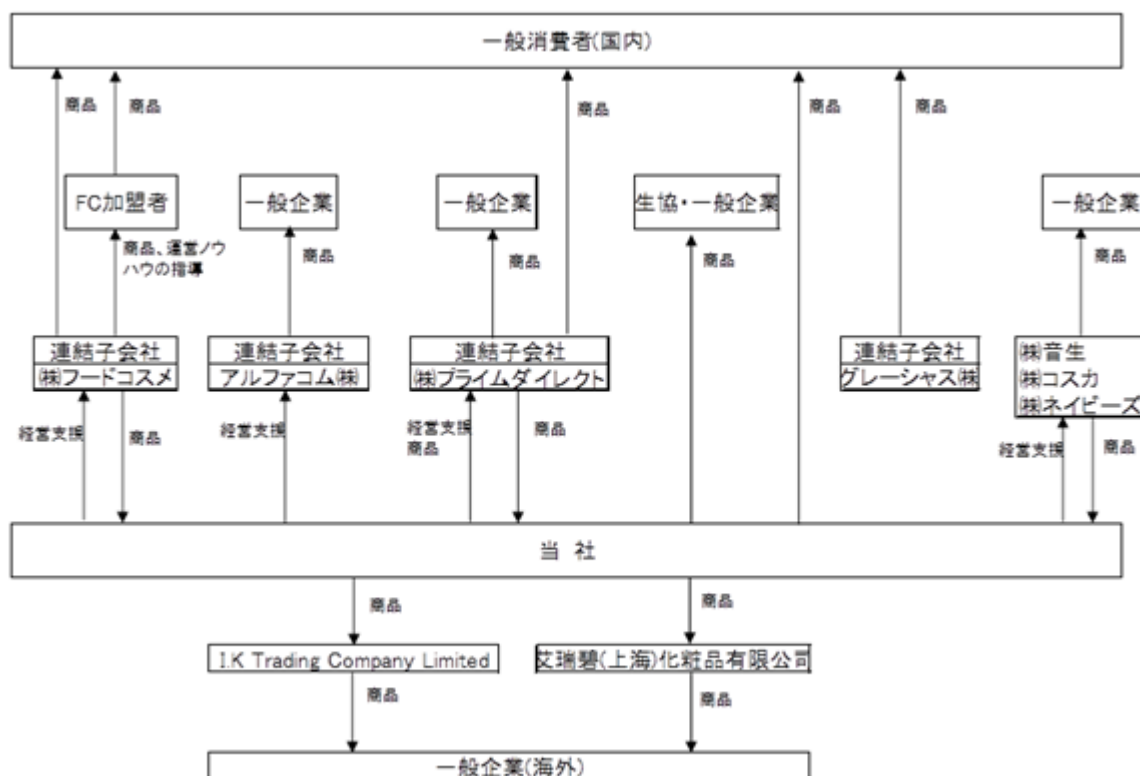 一般消費者(国内)
商品
商品
商品
商品
商品
FC加盟者
一般企業
一般企業
生協・一般企業
一般企業
商品、運営ノウ
ハウの指導
商品
商品
商品
商品
連結子会社
㈱フードコスメ
連結子会社
アルファコム㈱
連結子会社
㈱プライムダイレクト
連結子会社
グレーシャス㈱
㈱音生
㈱コスカ
㈱ネイビーズ
経営支援
商品
経営支援
経営支援
商品
商品
経営支援
商品
当 社
商品
商品
I.K Trading Company Limited
艾瑞碧(上海)化粧品有限公司
商品
商品
一般企業(海外)